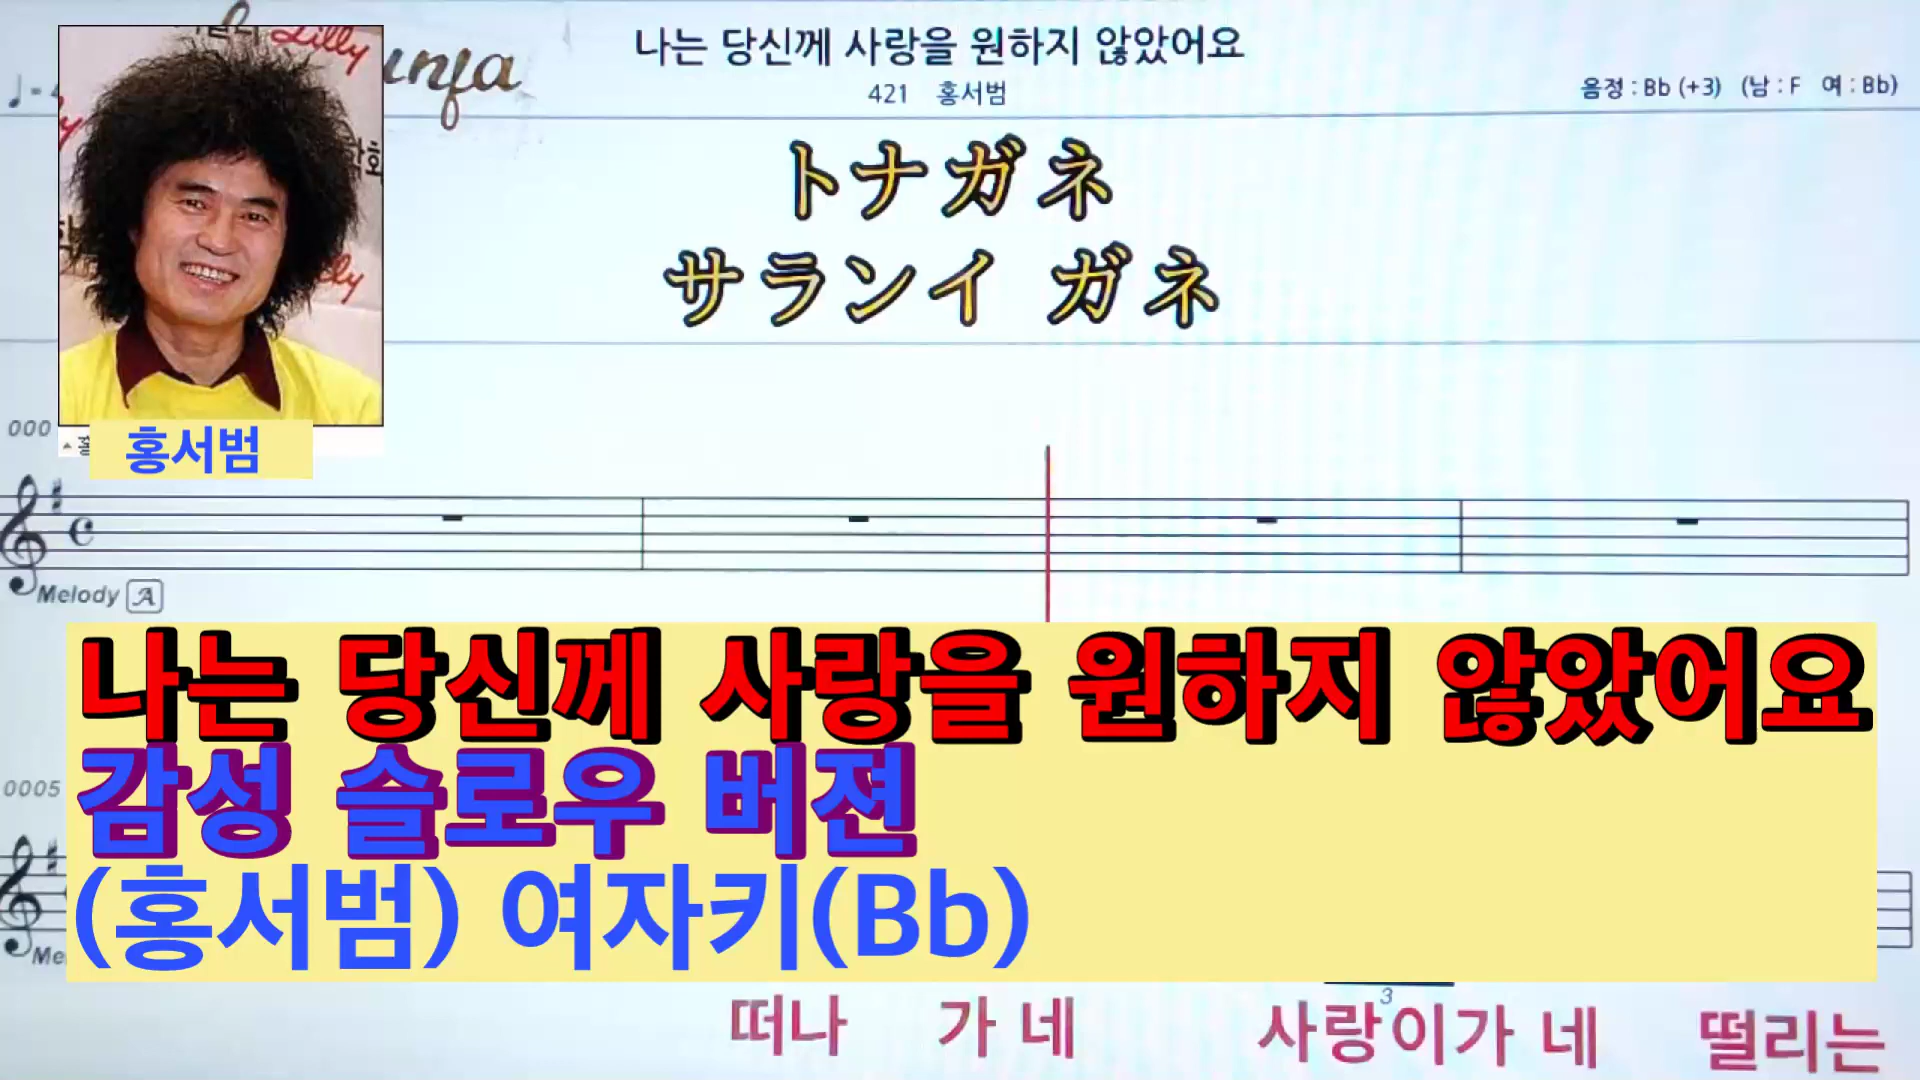 Lilly
나는 당신께 사랑을 원하지 않았어요
421 홍서범
음정 : Bb (+3) (남 : F 여 : Bb)
トナガネ
サランイ ガネ
000
홍서범
Melody A
나는 당신께 사랑을 원하지 않았어요
감성 슬로우 버젼
(홍서범) 여자키(Bb)
0005
Me
3
떠나 가 네 사랑이가 네 떨리는